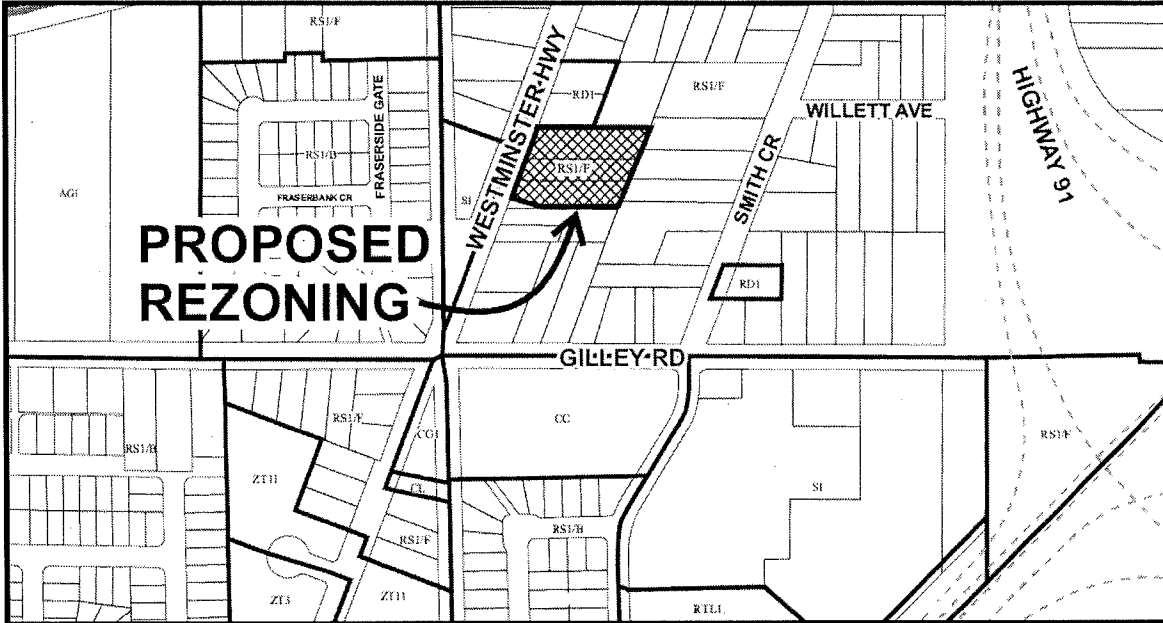 RS1/F
WESTMINSTER HWY
RD1
RS1/F
HIGHWAY 91
WILLETT AVE
FRASERSIDE GATE
RS1/B
RS1/F
AG1
FRASERBANK CR
SI
SMITH CR
PROPOSED
REZONING
RD1
GILLEY RD
RS1/F
CG1
CC
RS1/F
RS1/B
ZT11
CL
SI
RS1/B
RS1/F
ZT3
ZT11
RTL1